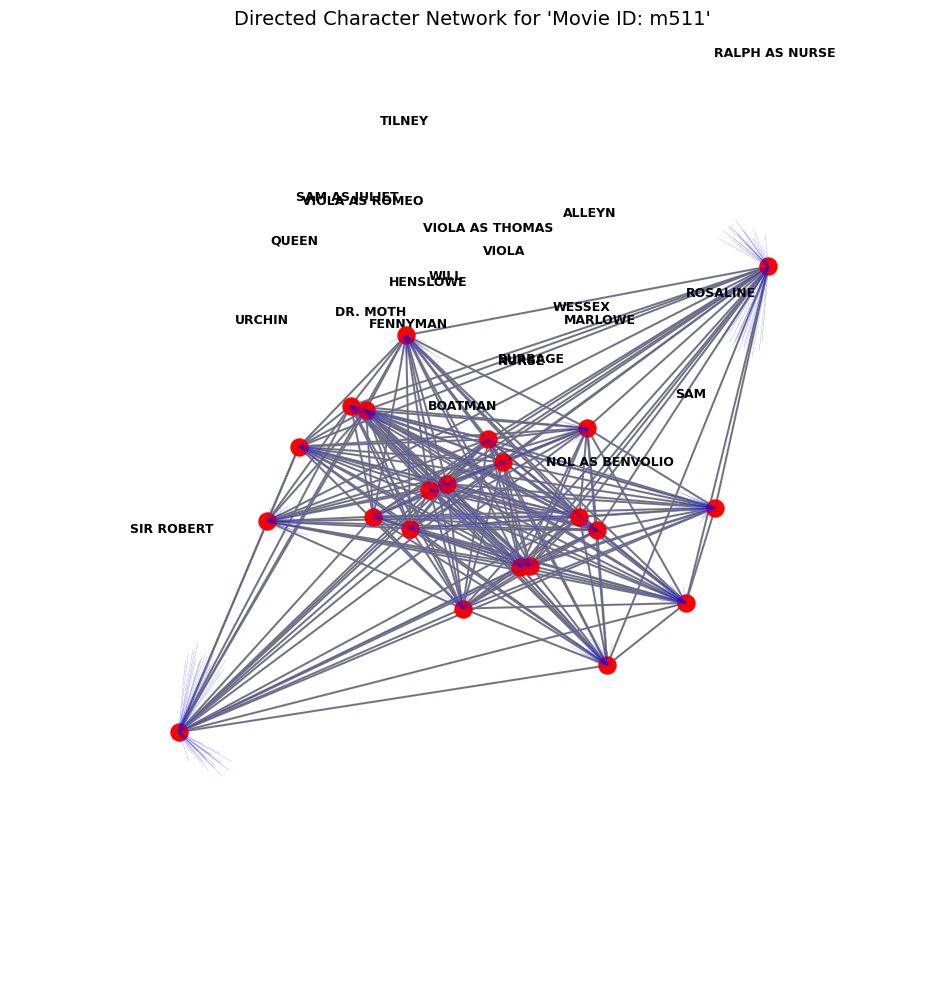 Directed Character Network for 'Movie ID: m511'
RALPH AS NURSE
TILNEY
SAM AS JULIET
VIOLA AS ROMEO
ALLEYN
VIOLA AS THOMAS
QUEEN
VIOLA
WILL
HENSLOWE
ROSALINE
WESSEX
DR. MOTH
URCHIN
MARLOWE
FENNYMAN
BURBAGE
NURSE
SAM
BOATMAN
NOL AS BENVOLIO
SIR ROBERT